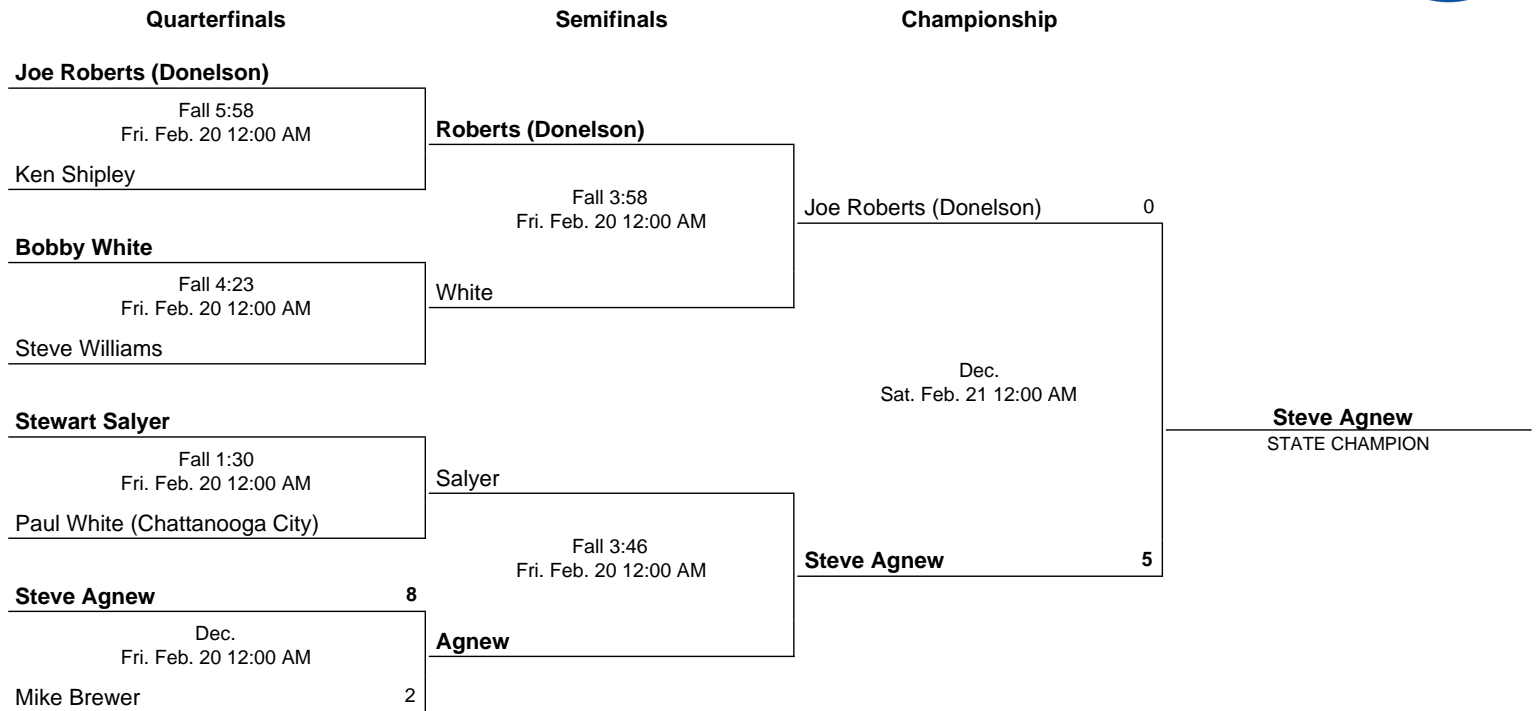 Quarterfinals
Semifinals
Championship
Joe Roberts (Donelson)
Fall 5:58
Fri. Feb. 20 12:00 AM
Ken Shipley
Roberts (Donelson)
Fall 3:58
Fri. Feb. 20 12:00 AM
White
Joe Roberts (Donelson) 0
Bobby White
Fall 4:23
Fri. Feb. 20 12:00 AM
Steve Williams
Dec.
Sat. Feb. 21 12:00 AM
Steve Agnew
STATE CHAMPION
Stewart Salyer
Fall 1:30
Fri. Feb. 20 12:00 AM
Paul White (Chattanooga City)
Salyer
Fall 3:46
Fri. Feb. 20 12:00 AM
Agnew
Steve Agnew 5
Steve Agnew 8
Dec.
Fri. Feb. 20 12:00 AM
Mike Brewer 2